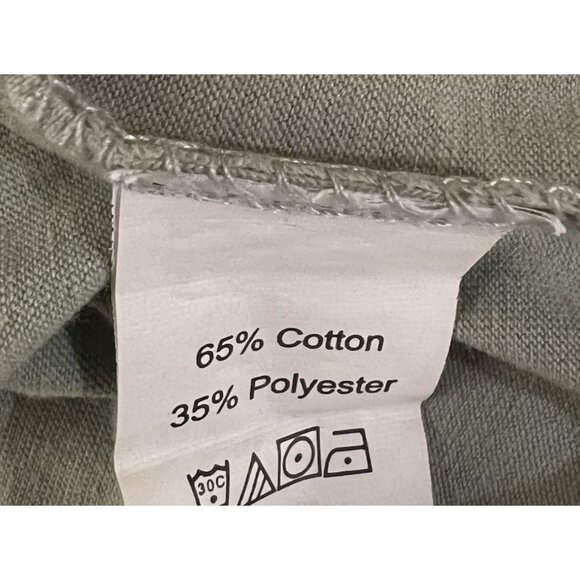 65% Cotton
35% Polyester
30C